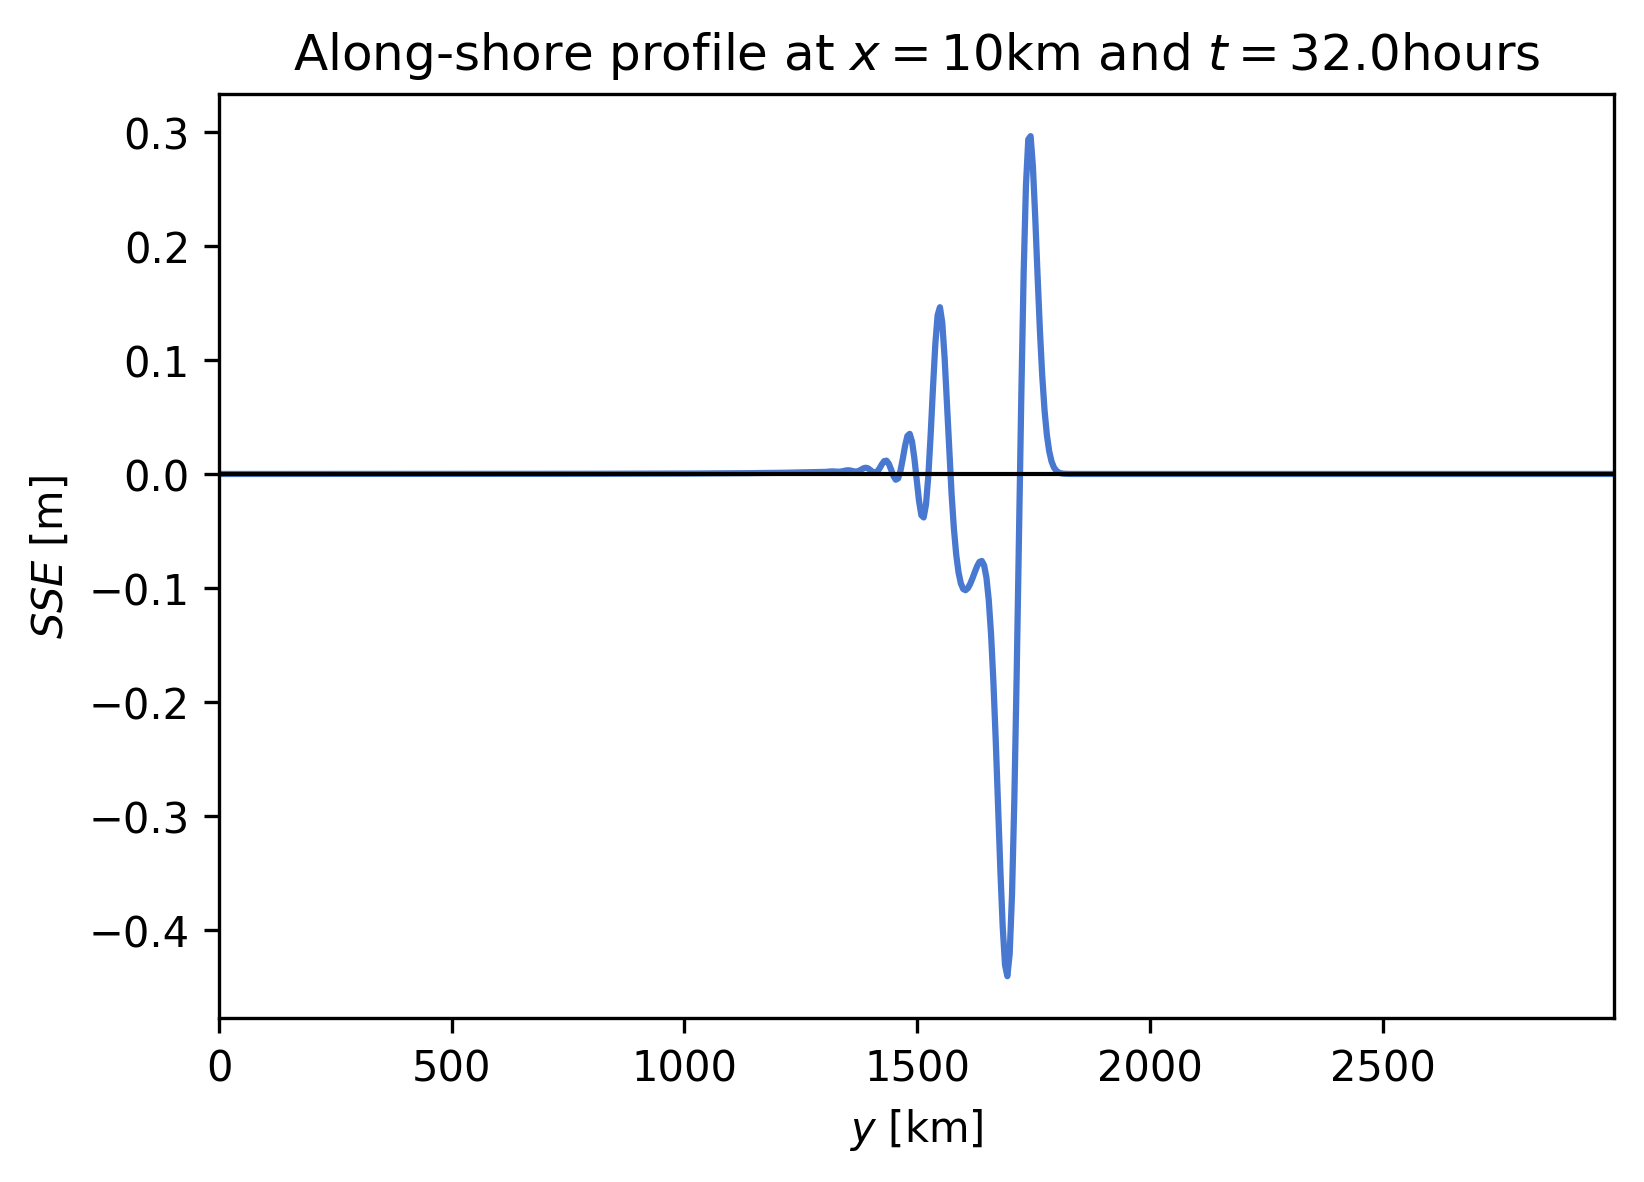 Along-shore profile at x = 10km and t = 32.0hours
0.3
0.2
0.1
0.0
−0.1
−0.2
−0.3
−0.4
SSE [m]
0 500 1000 1500 2000 2500
y [km]